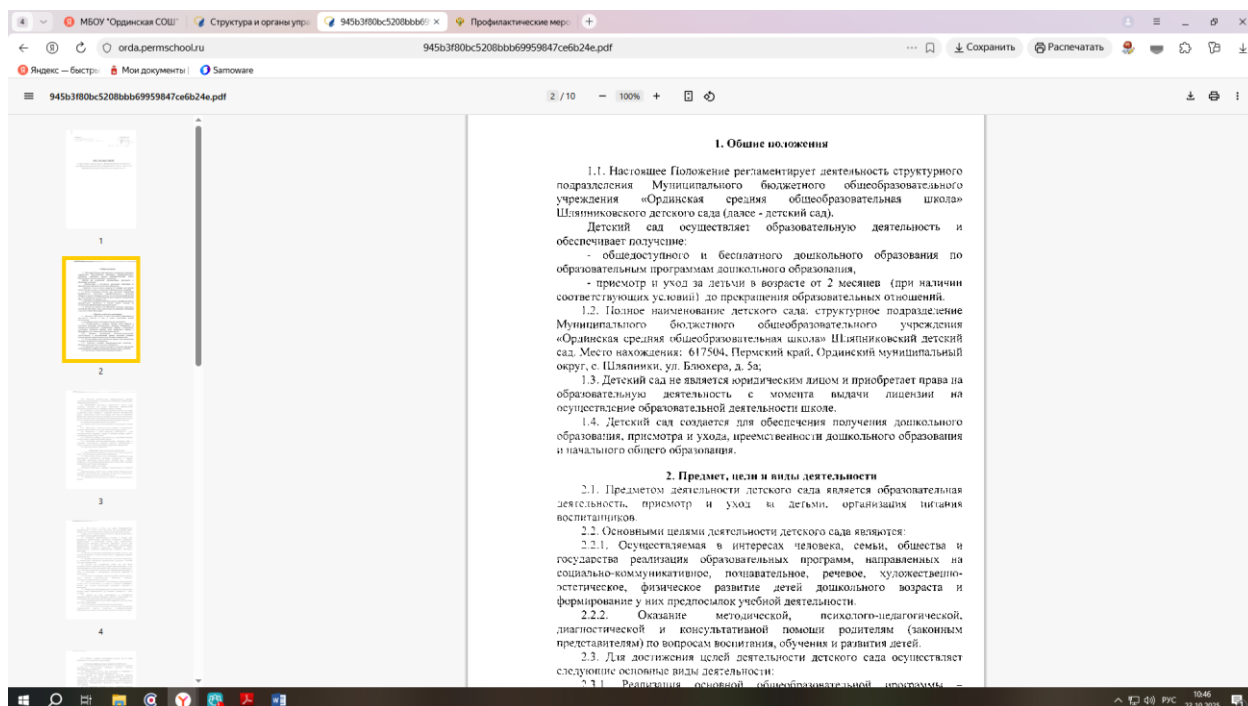 4
МБОУ "Ординская СОШ"
Структура и органы упра
945b3f80bc5208bbb69
Профилактические меро
orda.permschool.ru
945b3f80bc5208bbb69959847ce6b24e.pdf
Сохранить
Распечатать
Яндекс — быстры
Мои документы |
Samoware
945b3f80bc5208bbb69959847ce6b24e.pdf
2 / 10
100%
1
2
3
4
1. Общие положения
1.1. Настоящее Положение регламентирует деятельность структурного
подразделения Муниципального бюджетного общеобразовательного
учреждения «Ординская средняя общеобразовательная школа»
Шляпниковского детского сада (далее - детский сад).
Детский сад осуществляет образовательную деятельность и
обеспечивает получение:
- общедоступного и бесплатного дошкольного образования по
образовательным программам дошкольного образования,
- присмотр и уход за детьми в возрасте от 2 месяцев (при наличии
соответствующих условий) до прекращения образовательных отношений.
1.2. Полное наименование детского сада: структурное подразделение
Муниципального бюджетного общеобразовательного учреждения
«Ординская средняя общеобразовательная школа» Шляпниковский детский
сад. Место нахождения: 617504, Пермский край, Ординский муниципальный
округ, с. Шляпники, ул. Блюхера, д. 5а;
1.3. Детский сад не является юридическим лицом и приобретает права на
образовательную деятельность с момента выдачи лицензии на
осуществление образовательной деятельности школе.
1.4. Детский сад создается для обеспечения получения дошкольного
образования, присмотра и ухода, преемственности дошкольного образования
и начального общего образования.
2. Предмет, цели и виды деятельности
2.1. Предметом деятельности детского сада является образовательная
деятельность, присмотр и уход за детьми, организация питания
воспитанников.
2.2. Основными целями деятельности детского сада являются:
2.2.1. Осуществляемая в интересах человека, семьи, общества и
государства реализация образовательных программ, направленных на
социально-коммуникативное, познавательное, речевое, художественно-
эстетическое, физическое развитие детей дошкольного возраста и
формирование у них предпосылок учебной деятельности.
2.2.2. Оказание методической, психолого-педагогической,
диагностической и консультативной помощи родителям (законным
представителям) по вопросам воспитания, обучения и развития детей.
2.3. Для достижения целей деятельности детского сада осуществляет
следующие основные виды деятельности:
2.3.1. Реализация основной общеобразовательной программы –
РУС
10:46
22.10.2025